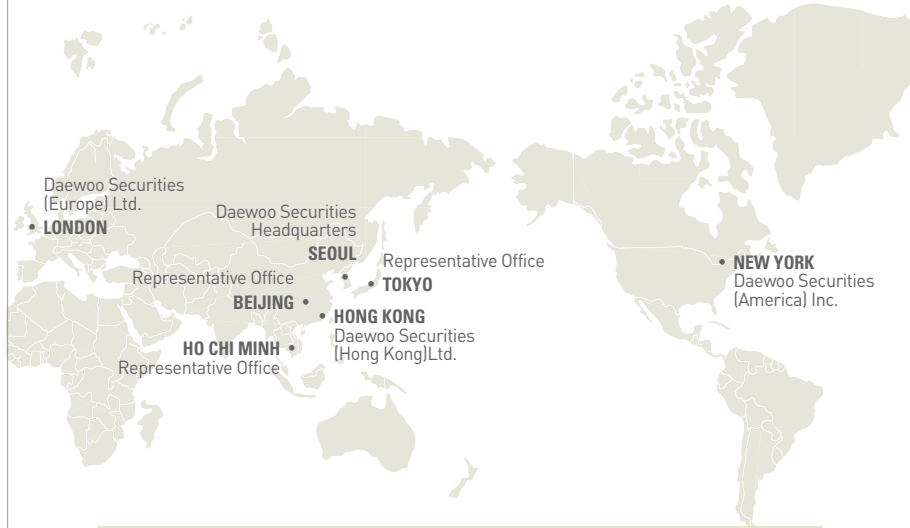 Daewoo Securities
(Europe) Ltd.
LONDON
Daewoo Securities
Headquarters
SEOUL
Representative Office
TOKYO
Representative Office
BEIJING
HONG KONG
Daewoo Securities
(Hong Kong)Ltd.
HO CHI MINH
Representative Office
NEW YORK
Daewoo Securities
(America) Inc.